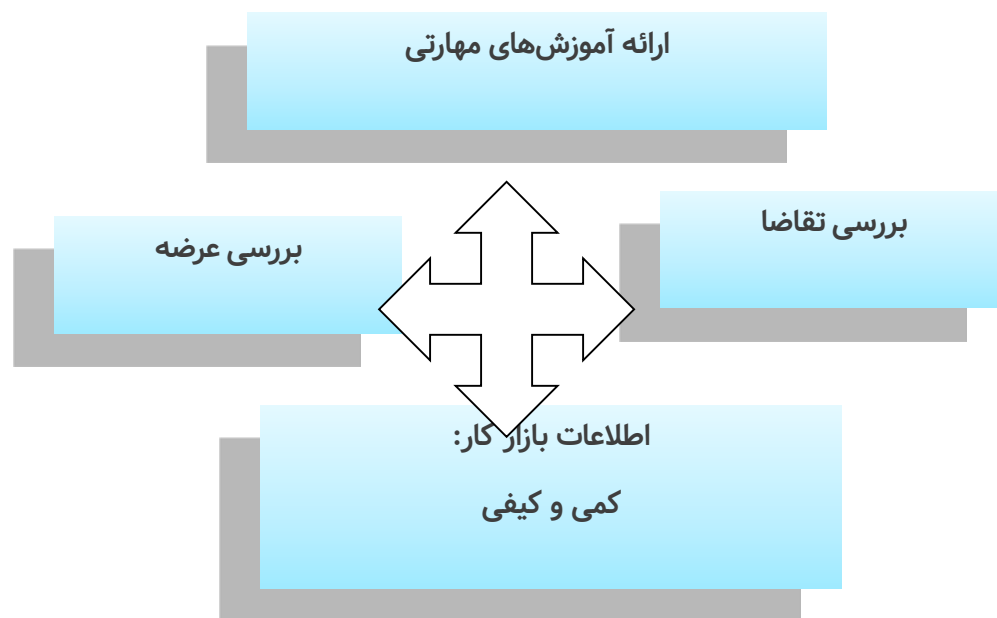 ارائه آموزش‌های مهارتی
بررسی تقاضا
بررسی عرضه
اطلاعات بازار کار:
کمی و کیفی